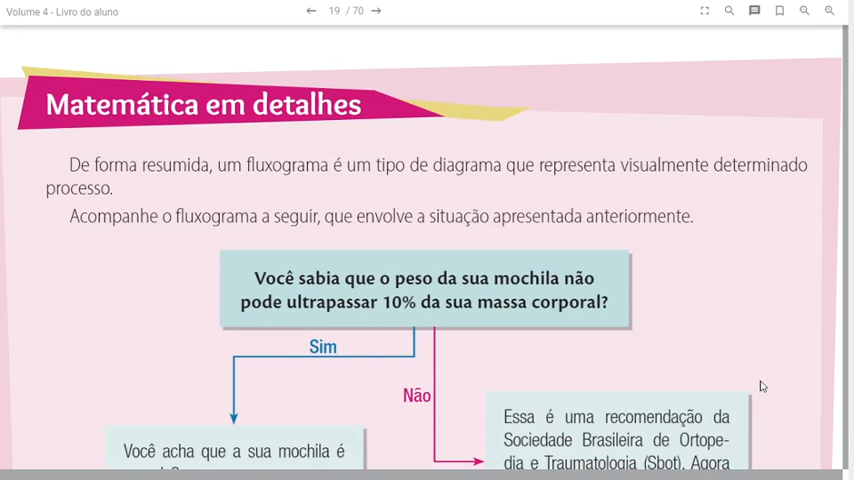 Volume 4 - Livro do aluno
19 / 70
Matemática em detalhes
De forma resumida, um fluxograma é um tipo de diagrama que representa visualmente determinado
processo.
Acompanhe o fluxograma a seguir, que envolve a situação apresentada anteriormente.
Você sabia que o peso da sua mochila não
pode ultrapassar 10% da sua massa corporal?
Sim
Não
Você acha que a sua mochila é
Essa é uma recomendação da
Sociedade Brasileira de Ortope-
dia e Traumatologia (Sbot). Agora